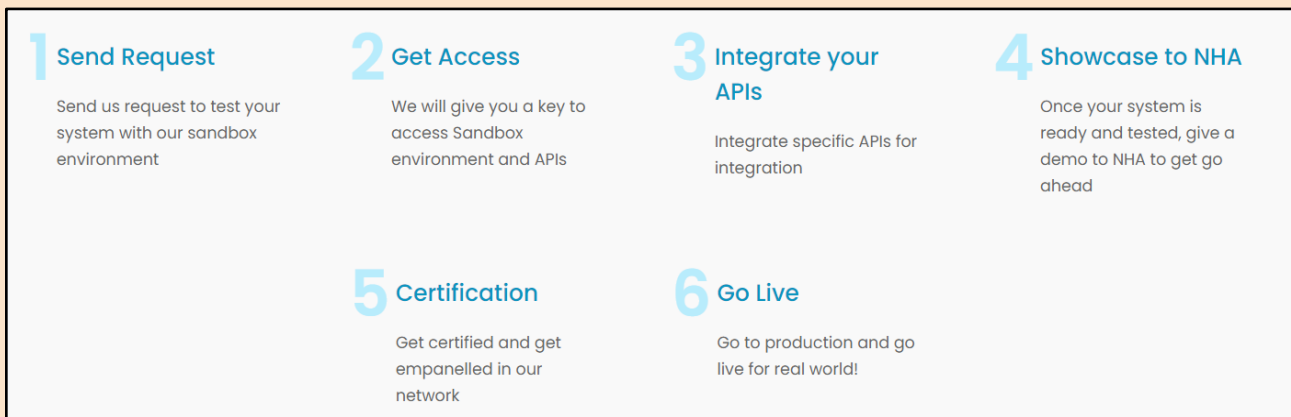 1 Send Request
Send us request to test your
system with our sandbox
environment
2 Get Access
We will give you a key to
access Sandbox
environment and APIs
3 Integrate your
APIs
Integrate specific APIs for
integration
4 Showcase to NHA
Once your system is
ready and tested, give a
demo to NHA to get go
ahead
5 Certification
Get certified and get
empanelled in our
network
6 Go Live
Go to production and go
live for real world!